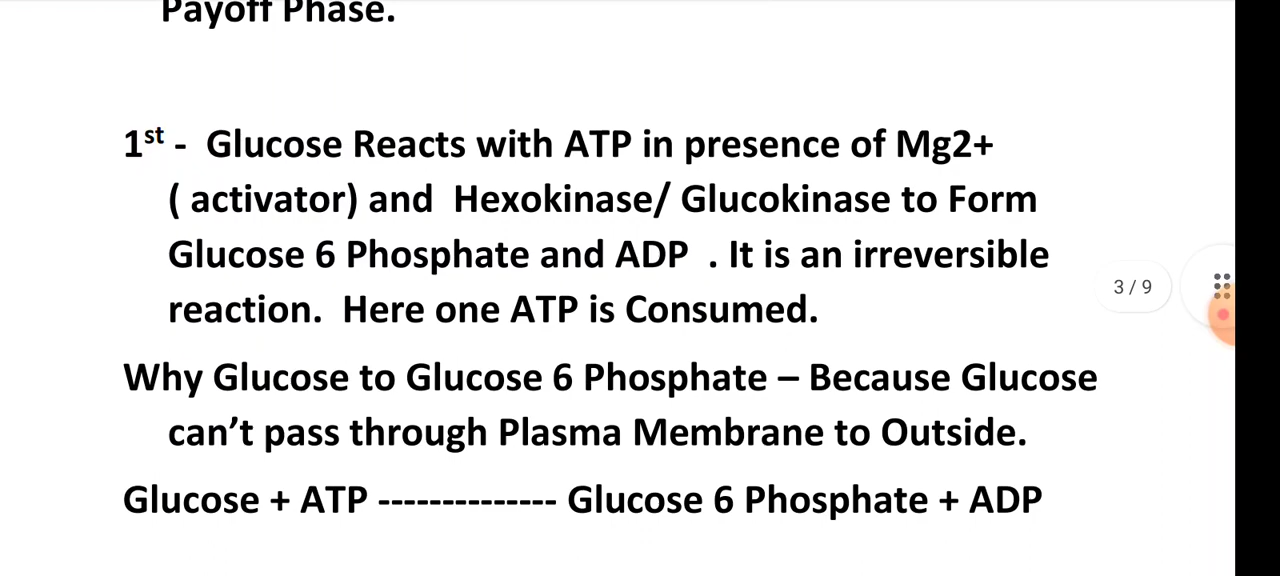 Payoff Phase.
1st - Glucose Reacts with ATP in presence of Mg2+
( activator) and Hexokinase/ Glucokinase to Form
Glucose 6 Phosphate and ADP . It is an irreversible
reaction. Here one ATP is Consumed.
3 / 9
Why Glucose to Glucose 6 Phosphate – Because Glucose
can’t pass through Plasma Membrane to Outside.
Glucose + ATP -------------- Glucose 6 Phosphate + ADP